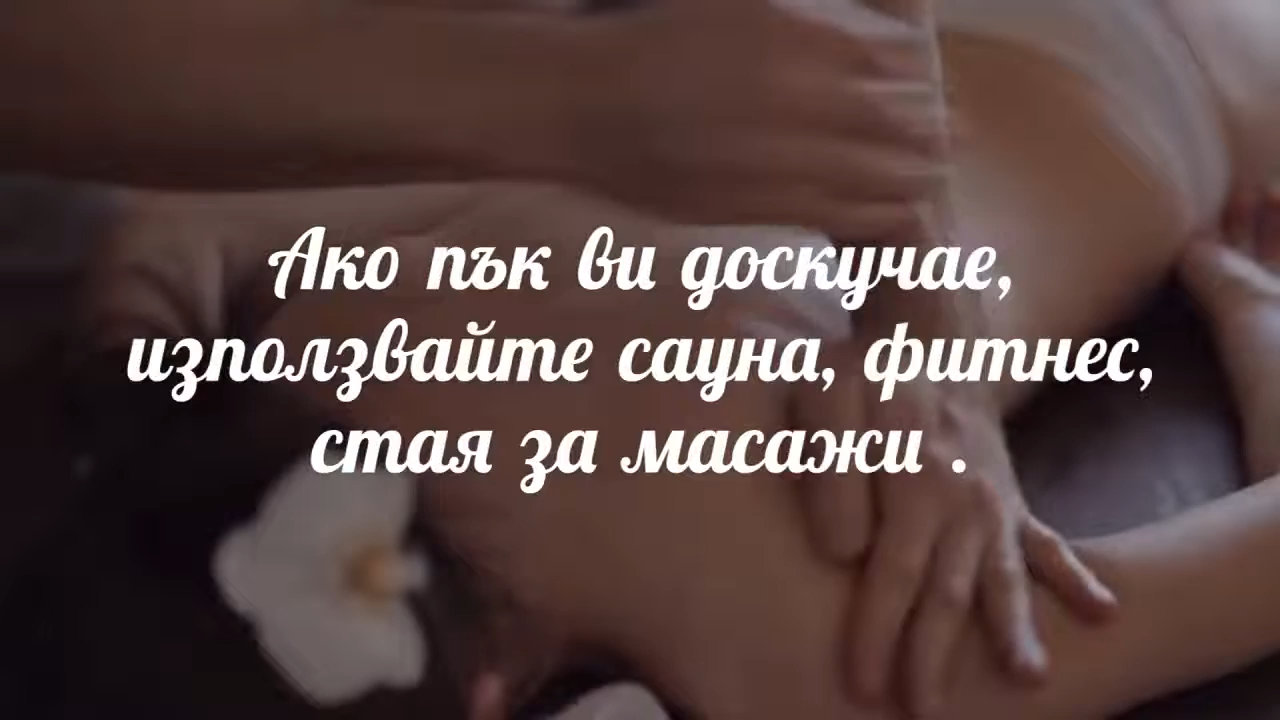 Ако пък ви доскучае,
използвайте сауна, фитнес,
стая за масажи .